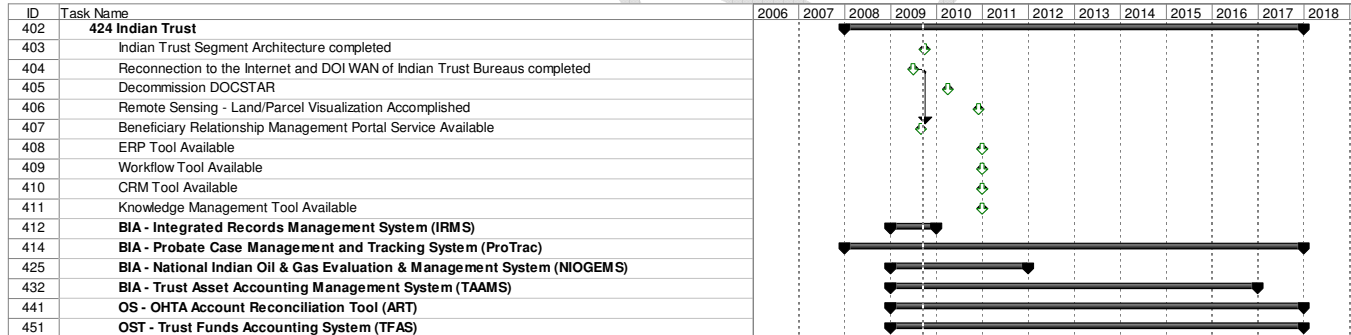 ID Task Name 2006 2007 2008 2009 2010 2011 2012 2013 2014 2015 2016 2017 2018
402 424 Indian Trust
403 Indian Trust Segment Architecture completed
404 Reconnection to the Internet and DOI WAN of Indian Trust Bureaus completed
405 Decommission DOCSTAR
406 Remote Sensing - Land/Parcel Visualization Accomplished
407 Beneficiary Relationship Management Portal Service Available
408 ERP Tool Available
409 Workflow Tool Available
410 CRM Tool Available
411 Knowledge Management Tool Available
412 BIA - Integrated Records Management System (IRMS)
414 BIA - Probate Case Management and Tracking System (ProTrac)
425 BIA - National Indian Oil & Gas Evaluation & Management System (NIOGEMS)
432 BIA - Trust Asset Accounting Management System (TAAMS)
441 OS - OHTA Account Reconciliation Tool (ART)
451 OST - Trust Funds Accounting System (TFAS)